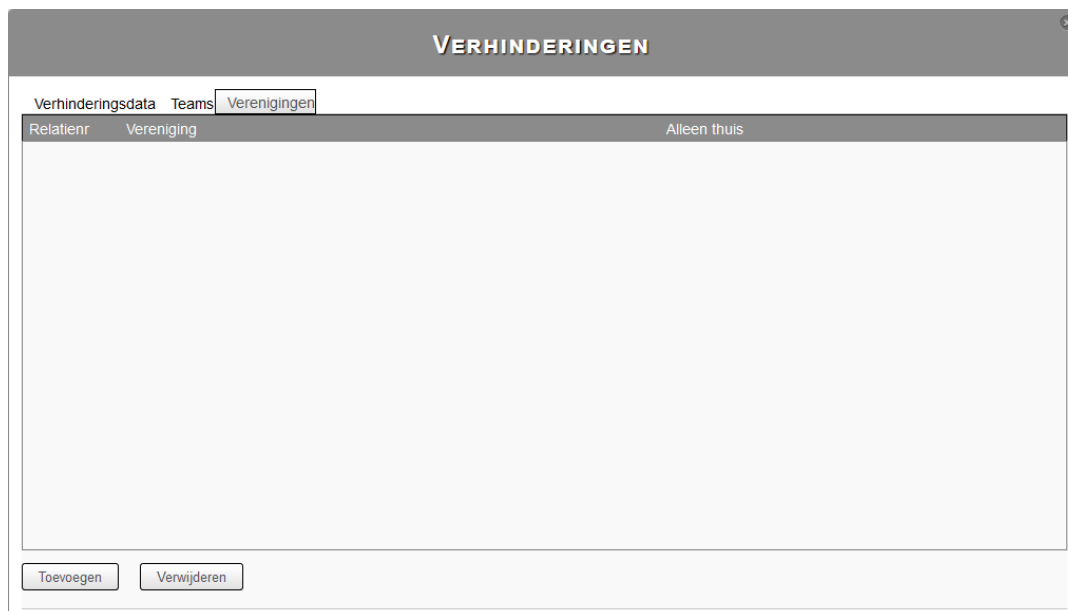 VERHINDERINGEN
Verhinderingsdata Teams Verenigingen
Relatienr Vereniging Alleen thuis
Toevoegen Verwijderen